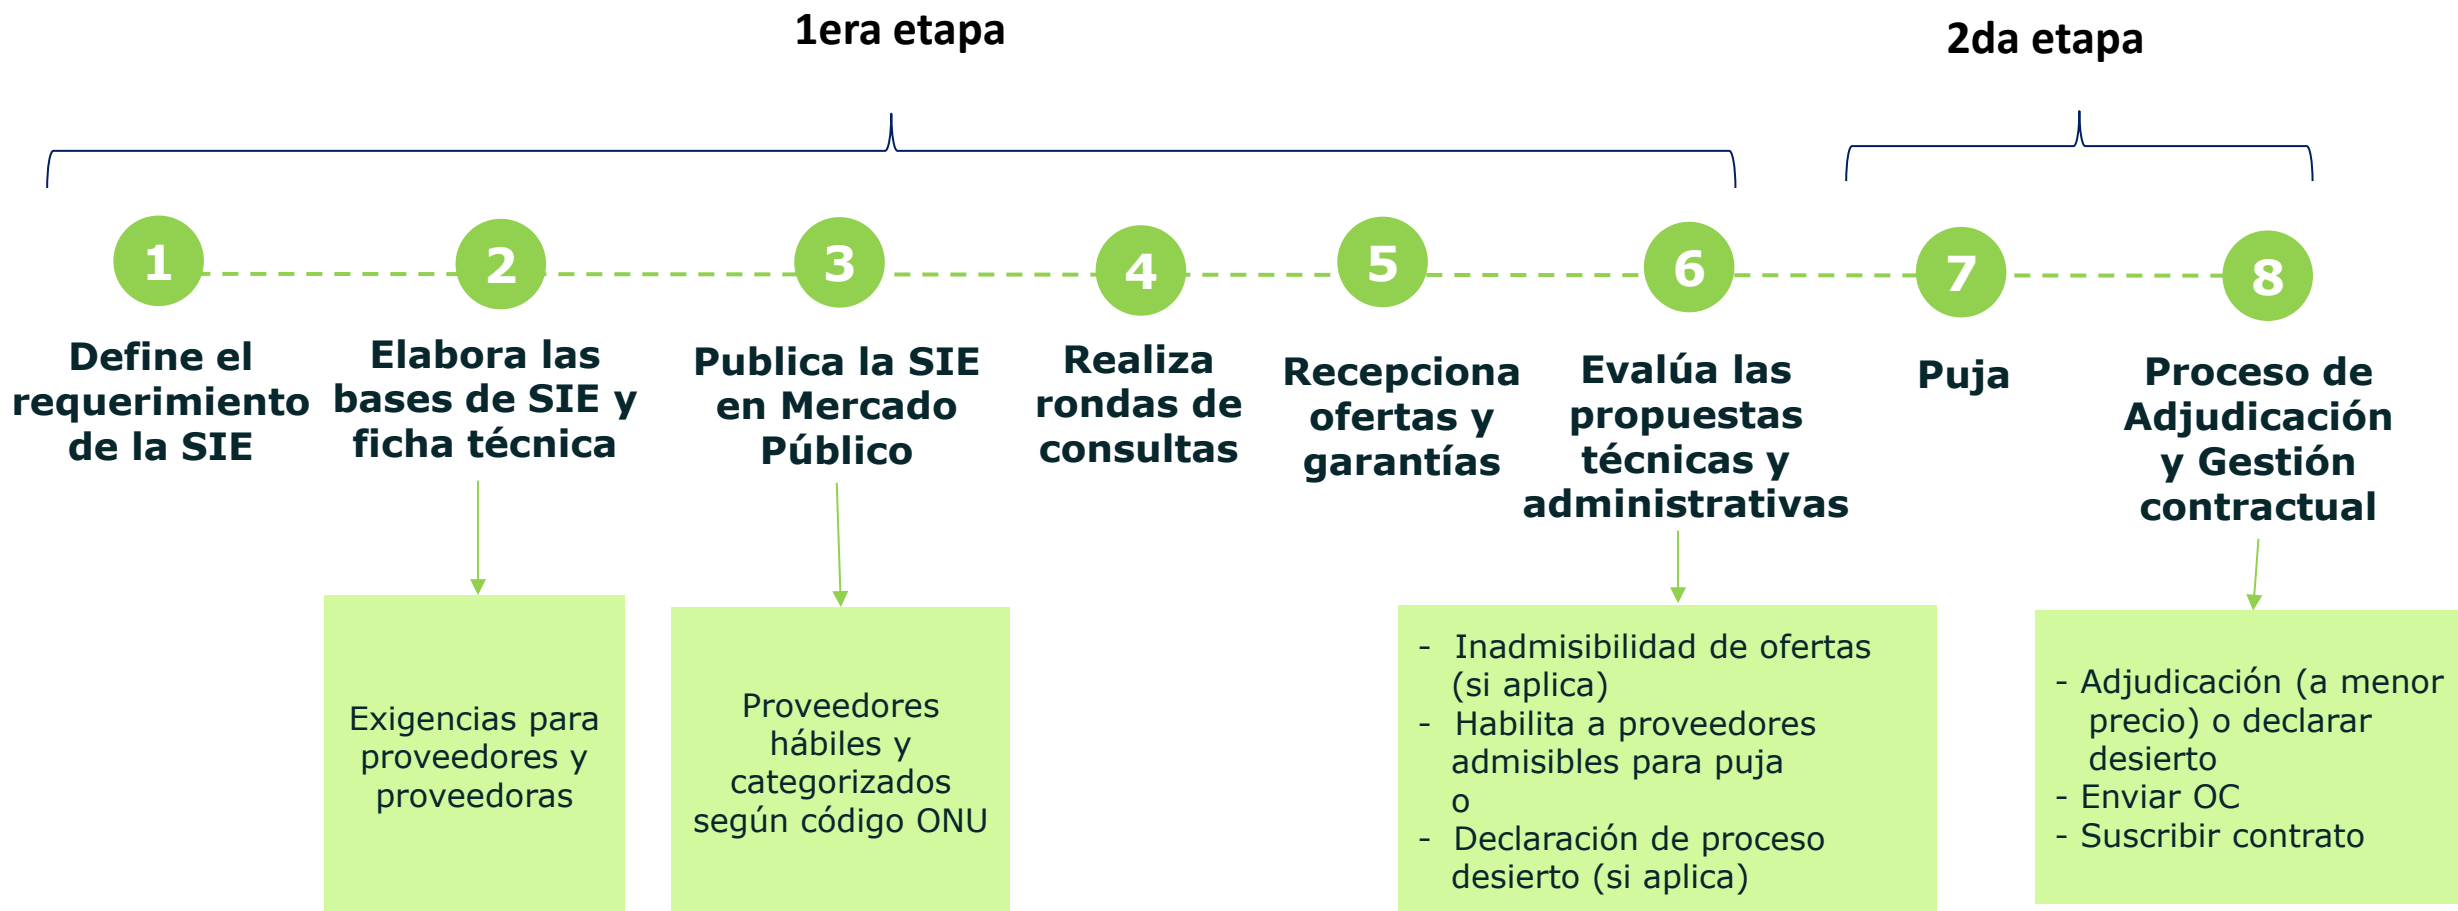 1era etapa
2da etapa
1
2
3
4
5
6
7
8
Define el
requerimiento
de la SIE
Elabora las
bases de SIE y
ficha técnica
Publica la SIE
en Mercado
Público
Realiza
rondas de
consultas
Recepciona
ofertas y
garantías
Evalúa las
propuestas
técnicas y
administrativas
Puja
Proceso de
Adjudicación
y Gestión
contractual
Exigencias para
proveedores y
proveedoras
Proveedores
hábiles y
categorizados
según código ONU
- Inadmisibilidad de ofertas
(si aplica)
- Habilita a proveedores
admisibles para puja
o
- Declaración de proceso
desierto (si aplica)
- Adjudicación (a menor
precio) o declarar
desierto
- Enviar OC
- Suscribir contrato